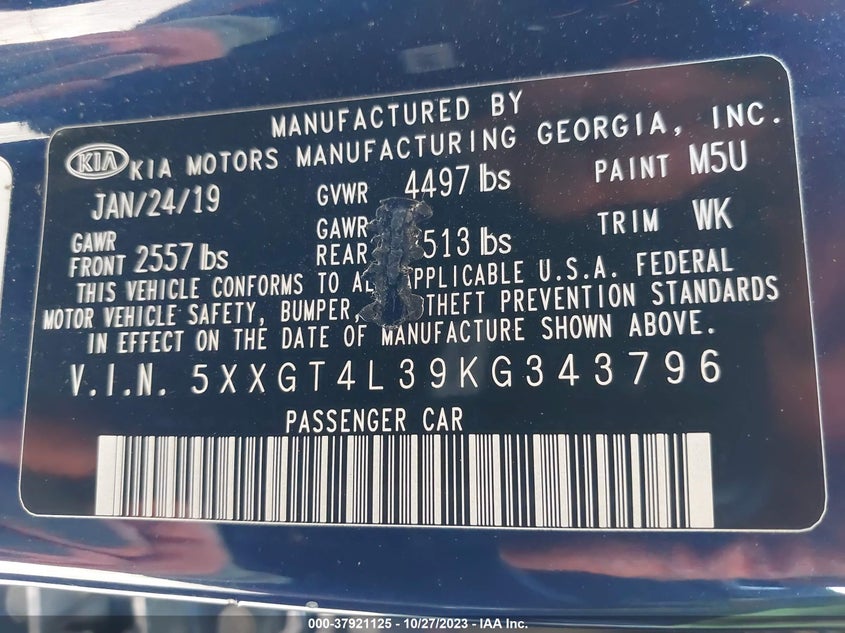 MANUFACTURED BY
KIA KIA MOTORS MANUFACTURING GEORGIA, INC.
JAN/24/19 GVWR 4497 lbs PAINT M5U
GAWR FRONT 2557 lbs GAWR REAR 513 lbs TRIM WK
THIS VEHICLE CONFORMS TO APPLICABLE U.S.A. FEDERAL
MOTOR VEHICLE SAFETY, BUMPER, THEFT PREVENTION STANDARDS
IN EFFECT ON THE DATE OF MANUFACTURE SHOWN ABOVE.
V.I.N. 5XXGT4L39KG343796
PASSENGER CAR
000-37921125 - 10/27/2023 - IAA Inc.